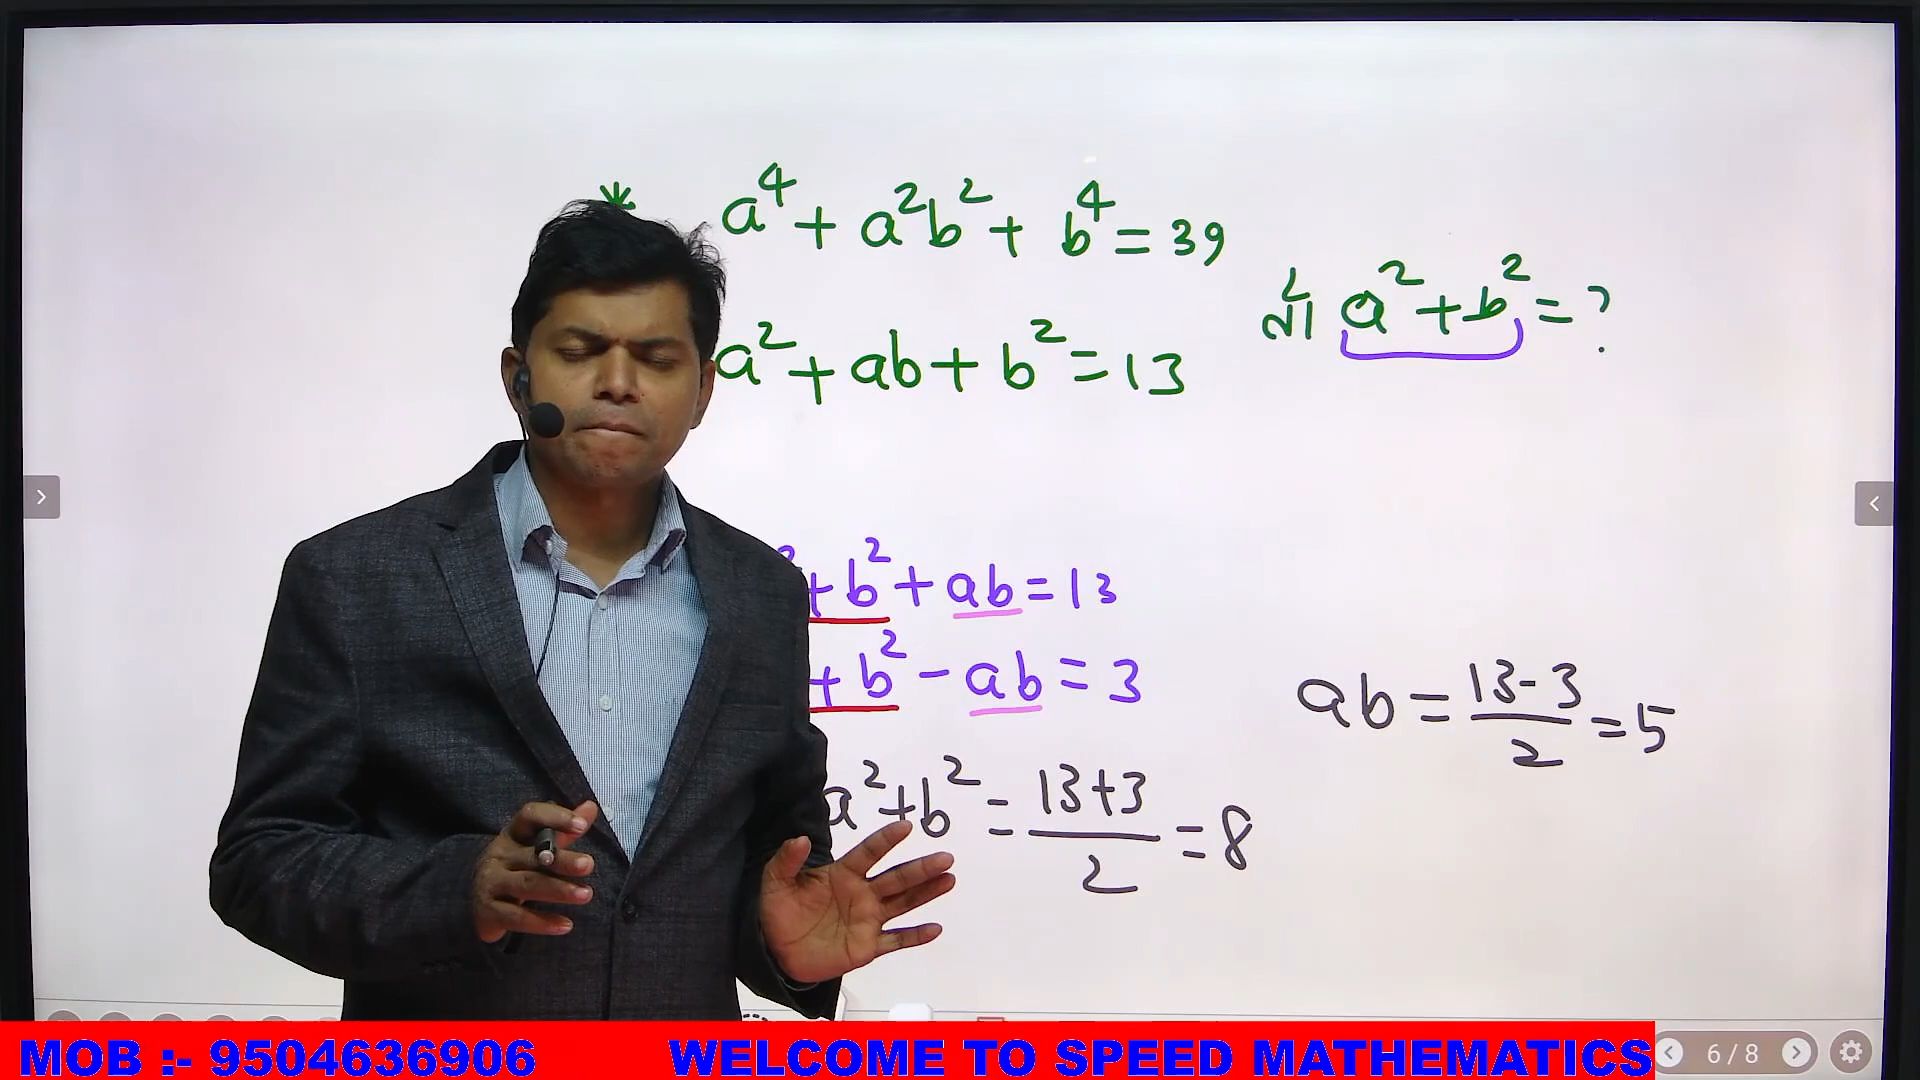 * a⁴ + a²b² + b⁴ = 39
तो a² + b² = ?
a² + ab + b² = 13
+ b² + ab = 13
+ b² - ab = 3
ab = 13 - 3 / 2 = 5
a² + b² = 13 + 3 / 2 = 8
MOB :- 9504636906 WELCOME TO SPEED MATHEMATICS
6 / 8